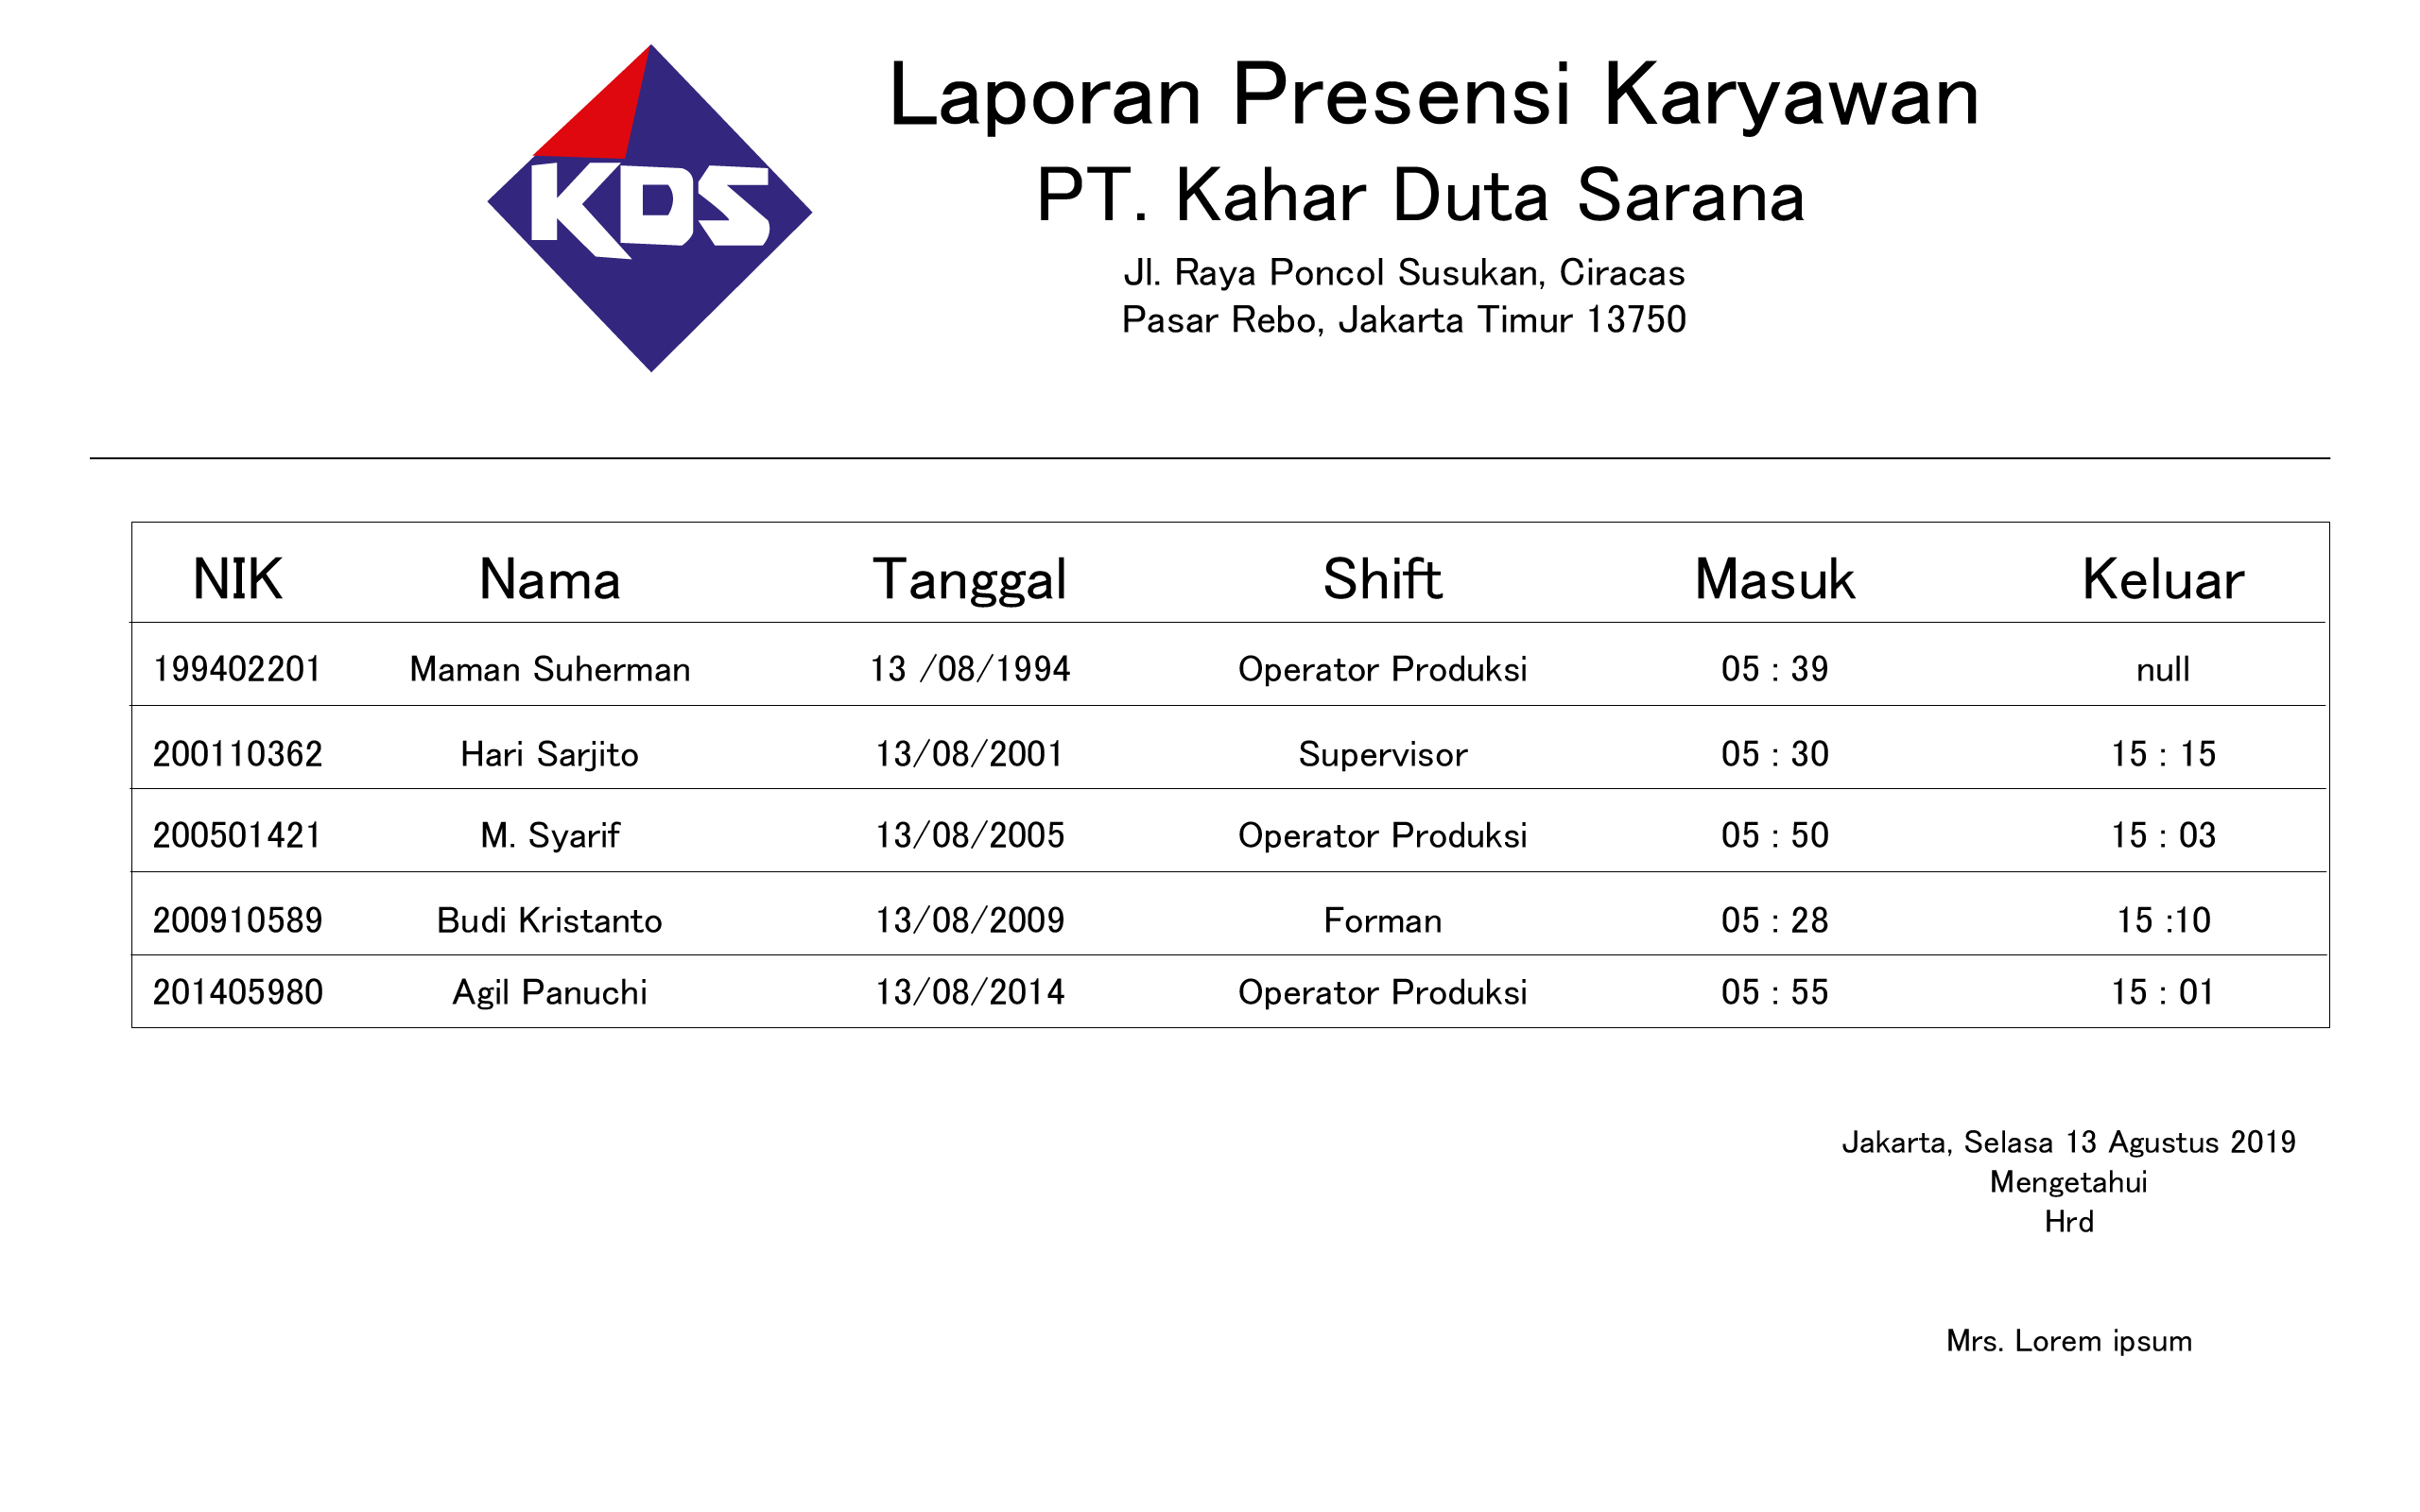 KDS
Laporan Presensi Karyawan
PT. Kahar Duta Sarana
Jl. Raya Poncol Susukan, Ciracas
Pasar Rebo, Jakarta Timur 13750
NIK Nama Tanggal Shift Masuk Keluar
199402201 Maman Suherman 13 /08/1994 Operator Produksi 05 : 39 null
200110362 Hari Sarjito 13/08/2001 Supervisor 05 : 30 15 : 15
200501421 M. Syarif 13/08/2005 Operator Produksi 05 : 50 15 : 03
200910589 Budi Kristanto 13/08/2009 Forman 05 : 28 15 :10
201405980 Agil Panuchi 13/08/2014 Operator Produksi 05 : 55 15 : 01
Jakarta, Selasa 13 Agustus 2019
Mengetahui
Hrd
Mrs. Lorem ipsum